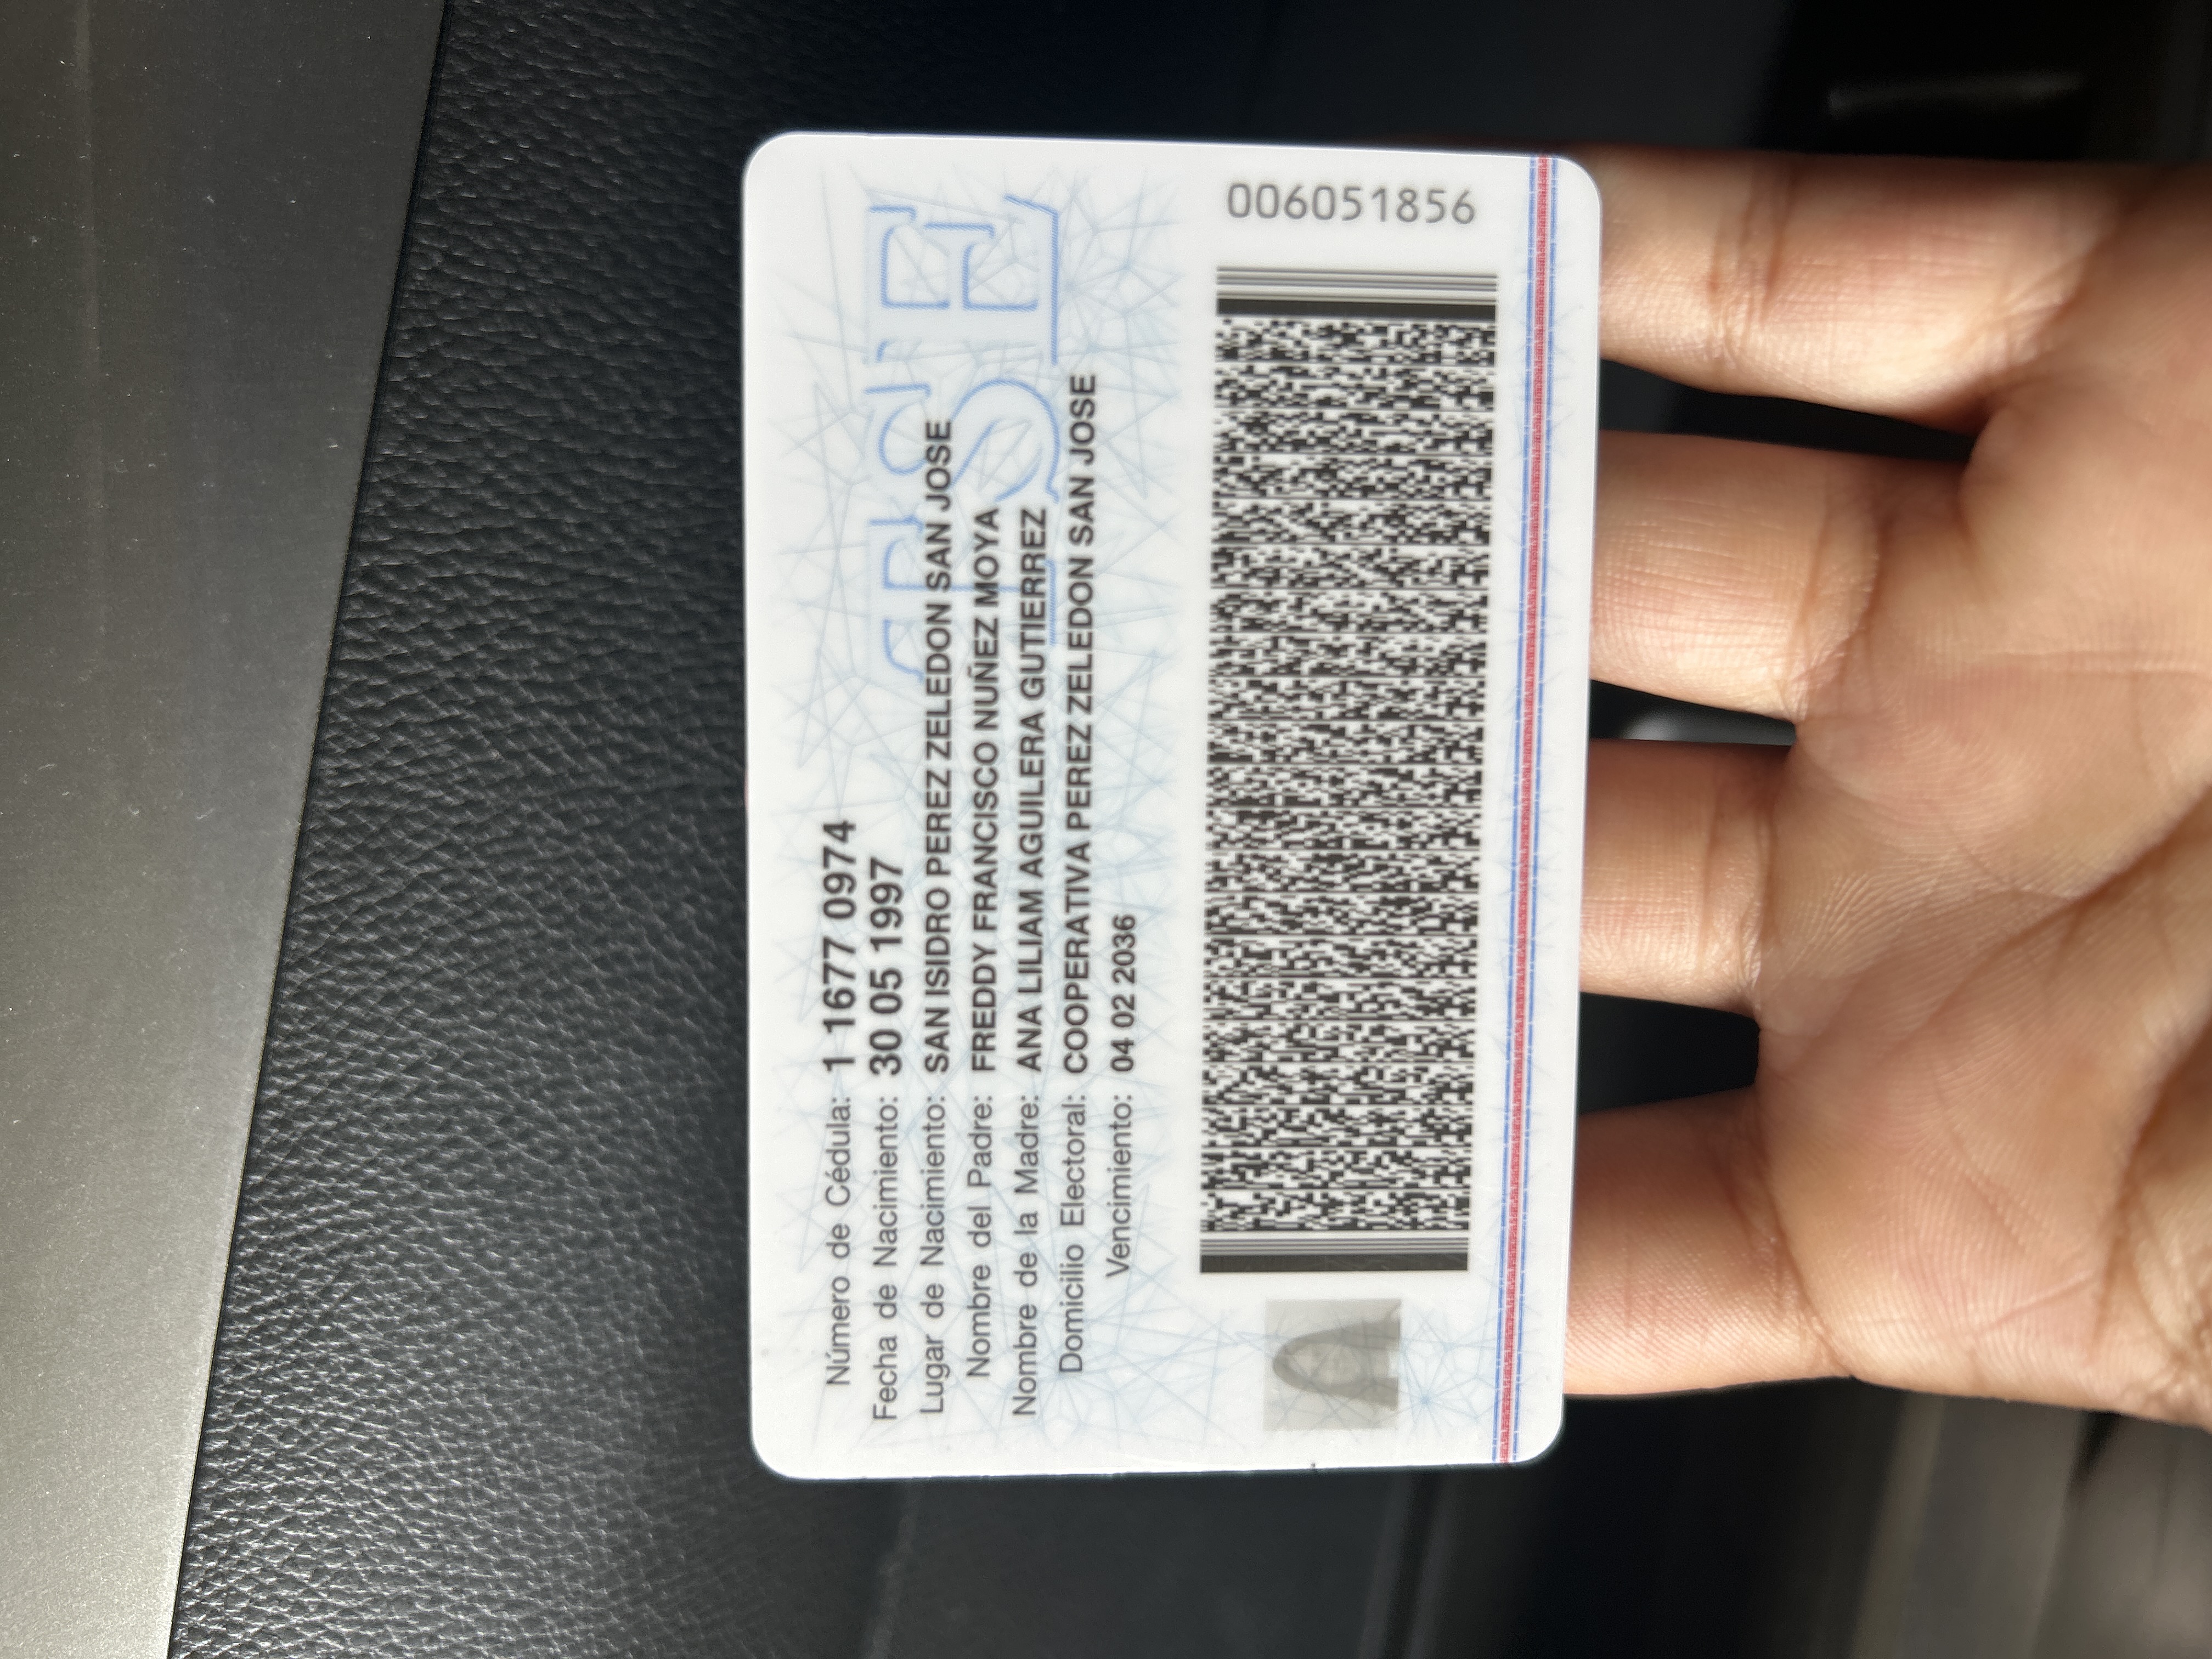 Número de Cédula: 1 1677 0974
Fecha de Nacimiento: 30 05 1997
Lugar de Nacimiento: SAN ISIDRO PEREZ ZELEDON SAN JOSE
Nombre del Padre: FREDDY FRANCISCO NUÑEZ MOYA
Nombre de la Madre: ANA LILIAM AGUILERA GUTIERREZ
Domicilio Electoral: COOPERATIVA PEREZ ZELEDON SAN JOSE
Vencimiento: 04 02 2036
TSE
006051856